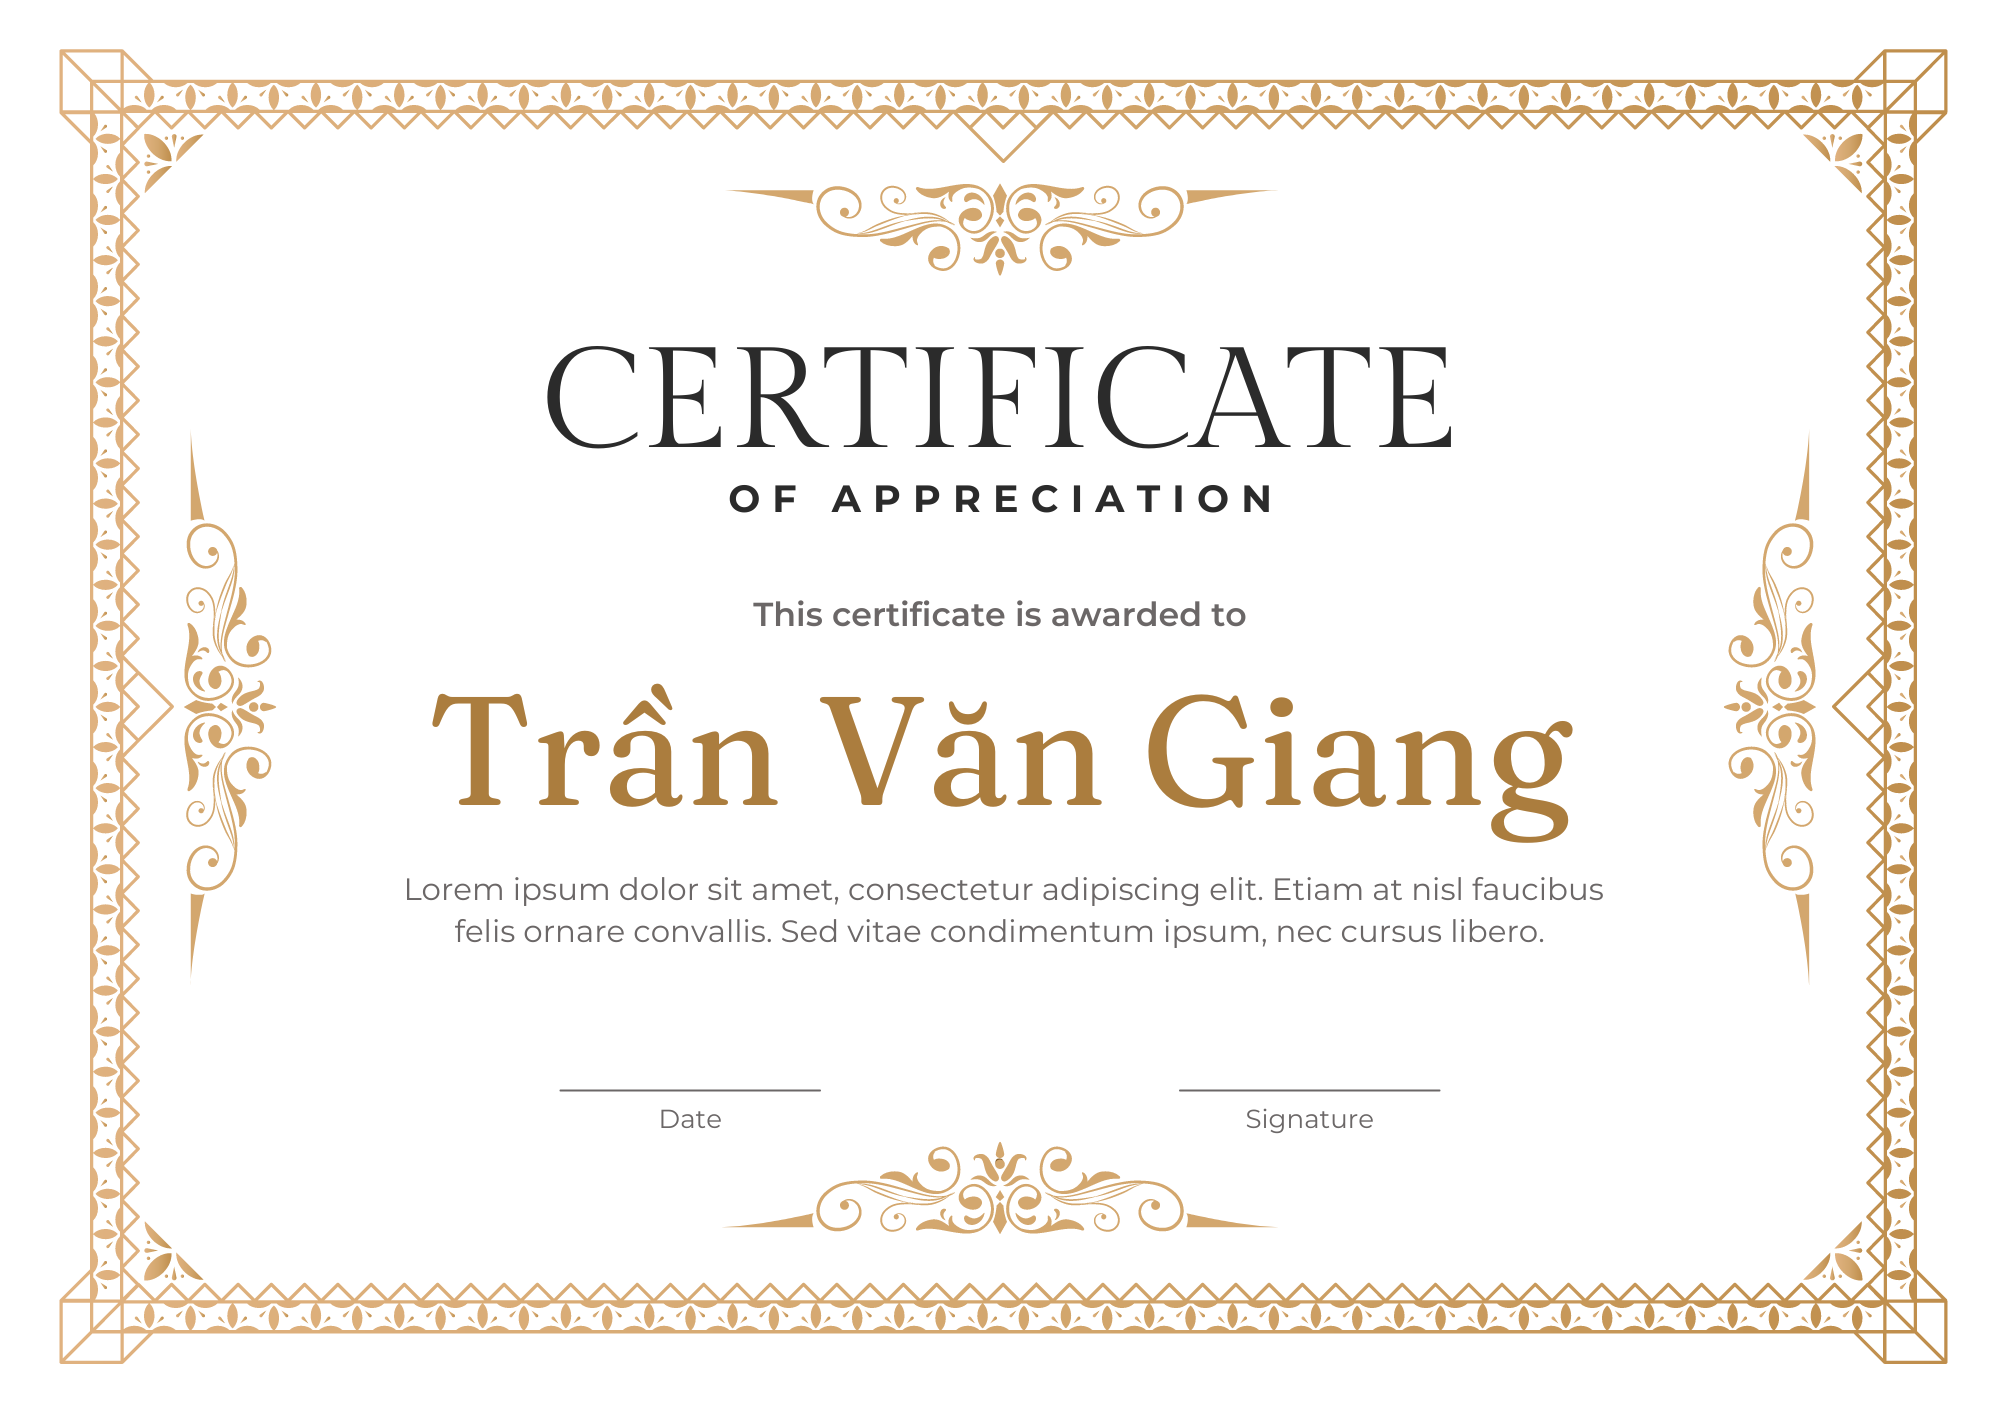 CERTIFICATE
OF APPRECIATION
This certificate is awarded to
Trần Văn Giang
Lorem ipsum dolor sit amet, consectetur adipiscing elit. Etiam at nisl faucibus
felis ornare convallis. Sed vitae condimentum ipsum, nec cursus libero.
Date
Signature